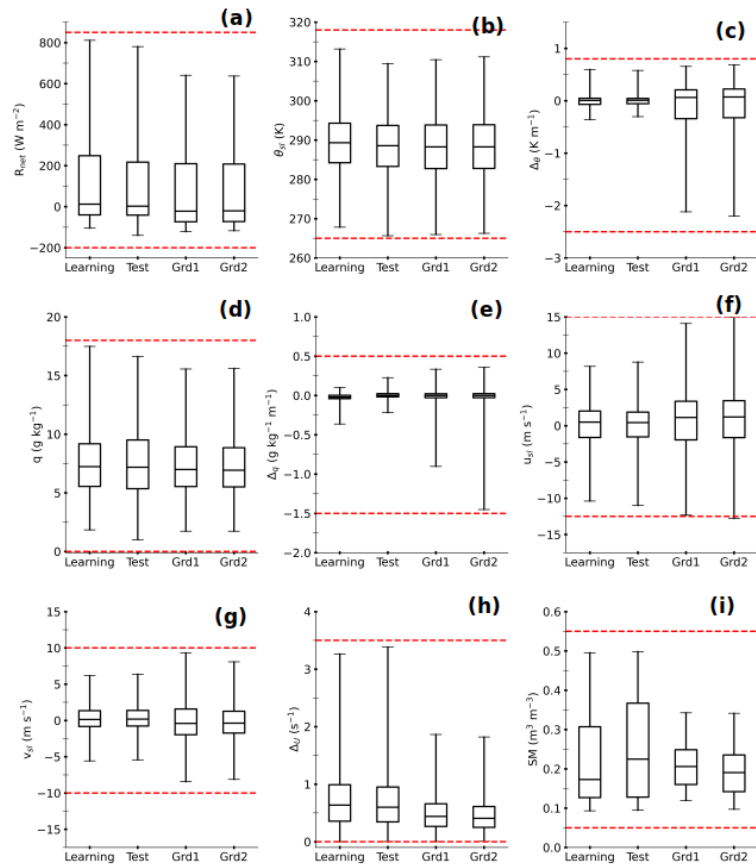 (a)
R_net (W m⁻²)
800
600
400
200
0
−200
Learning Test Grd1 Grd2
(b)
θ_sl (K)
320
310
300
290
280
270
260
Learning Test Grd1 Grd2
(c)
Δ_θ (K m⁻¹)
1
0
−1
−2
−3
Learning Test Grd1 Grd2
(d)
q (g kg⁻¹)
20
15
10
5
0
Learning Test Grd1 Grd2
(e)
Δ_q (g kg⁻¹ m⁻¹)
1.0
0.5
0.0
−0.5
−1.0
−1.5
−2.0
Learning Test Grd1 Grd2
(f)
u_sl (m s⁻¹)
15
10
5
0
−5
−10
−15
Learning Test Grd1 Grd2
(g)
v_sl (m s⁻¹)
15
10
5
0
−5
−10
−15
Learning Test Grd1 Grd2
(h)
Δ_U (s⁻¹)
4
3
2
1
0
Learning Test Grd1 Grd2
(i)
SM (m³ m⁻³)
0.6
0.5
0.4
0.3
0.2
0.1
0.0
Learning Test Grd1 Grd2